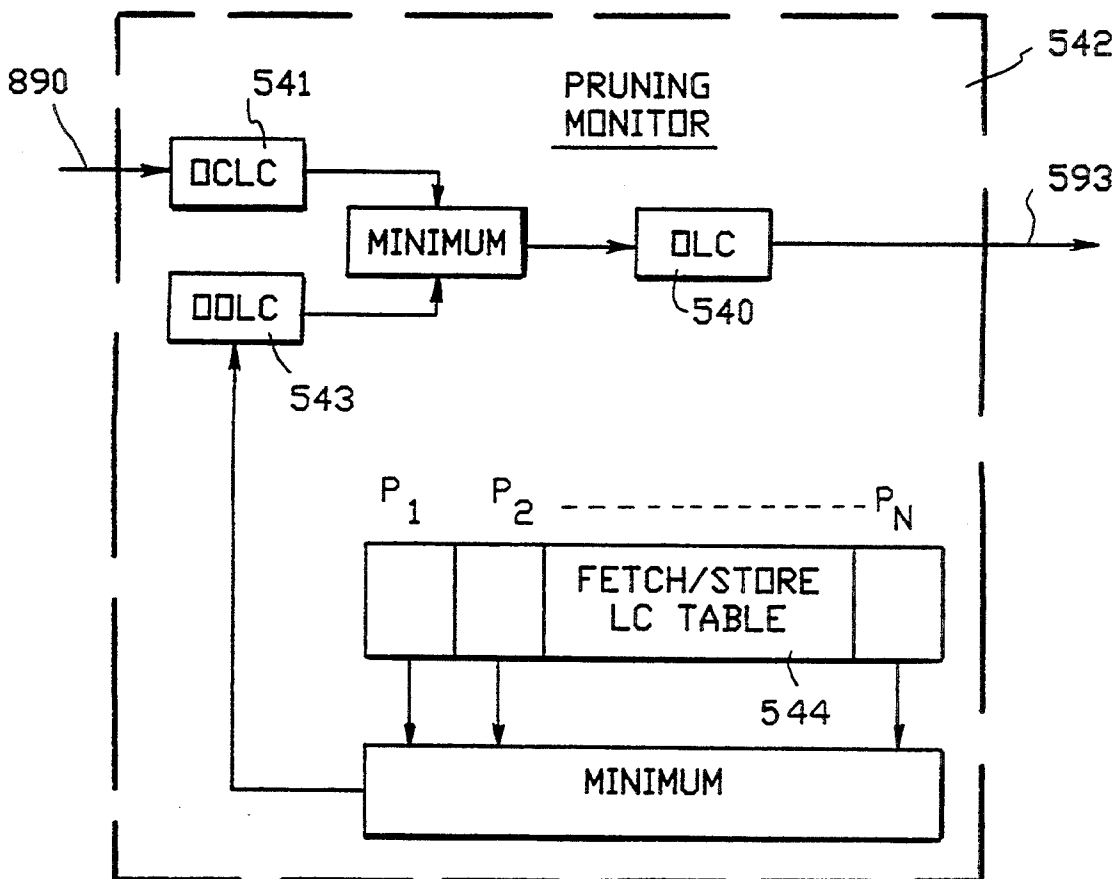 542
890
541
PRUNING
MONITOR
OCLC
593
MINIMUM
OLC
OOLC
540
543
P1 P2 ---------------- PN
FETCH/STORE
LC TABLE
544
MINIMUM